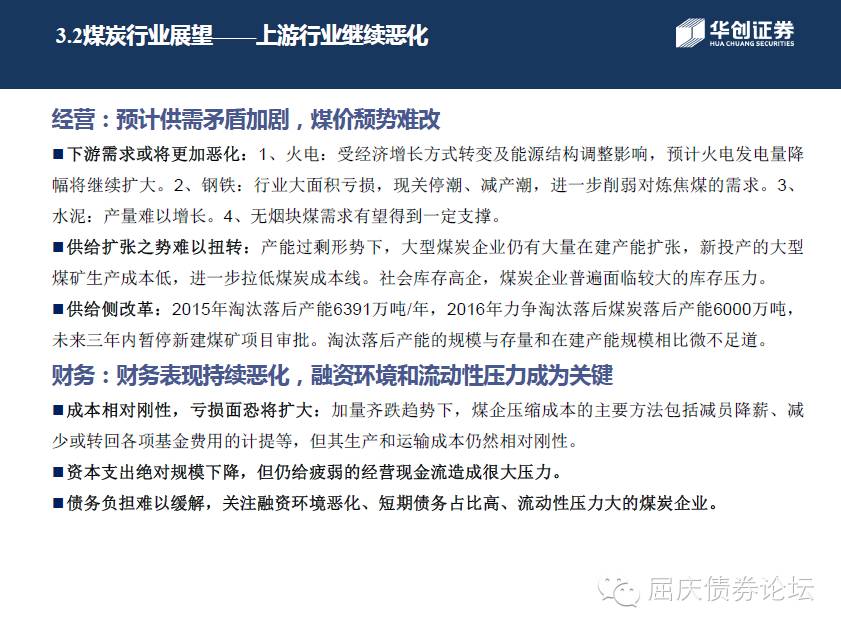 3.2煤炭行业展望——上游行业继续恶化
华创证券
HUA CHUANG SECURITIES
经营：预计供需矛盾加剧，煤价颓势难改
■下游需求或将更加恶化：1、火电：受经济增长方式转变及能源结构调整影响，预计火电发电量降
幅将继续扩大。2、钢铁：行业大面积亏损，现关停潮、减产潮，进一步削弱对炼焦煤的需求。3、
水泥：产量难以增长。4、无烟块煤需求有望得到一定支撑。
■供给扩张之势难以扭转：产能过剩形势下，大型煤炭企业仍有大量在建产能扩张，新投产的大型
煤矿生产成本低，进一步拉低煤炭成本线。社会库存高企，煤炭企业普遍面临较大的库存压力。
■供给侧改革：2015年淘汰落后产能6391万吨/年，2016年力争淘汰落后煤炭落后产能6000万吨，
未来三年内暂停新建煤矿项目审批。淘汰落后产能的规模与存量和在建产能规模相比微不足道。
财务：财务表现持续恶化，融资环境和流动性压力成为关键
■成本相对刚性，亏损面恐将扩大：加量齐跌趋势下，煤企压缩成本的主要方法包括减员降薪、减
少或转回各项基金费用的计提等，但其生产和运输成本仍然相对刚性。
■资本支出绝对规模下降，但仍给疲弱的经营现金流造成很大压力。
■债务负担难以缓解，关注融资环境恶化、短期债务占比高、流动性压力大的煤炭企业。
屈庆债券论坛